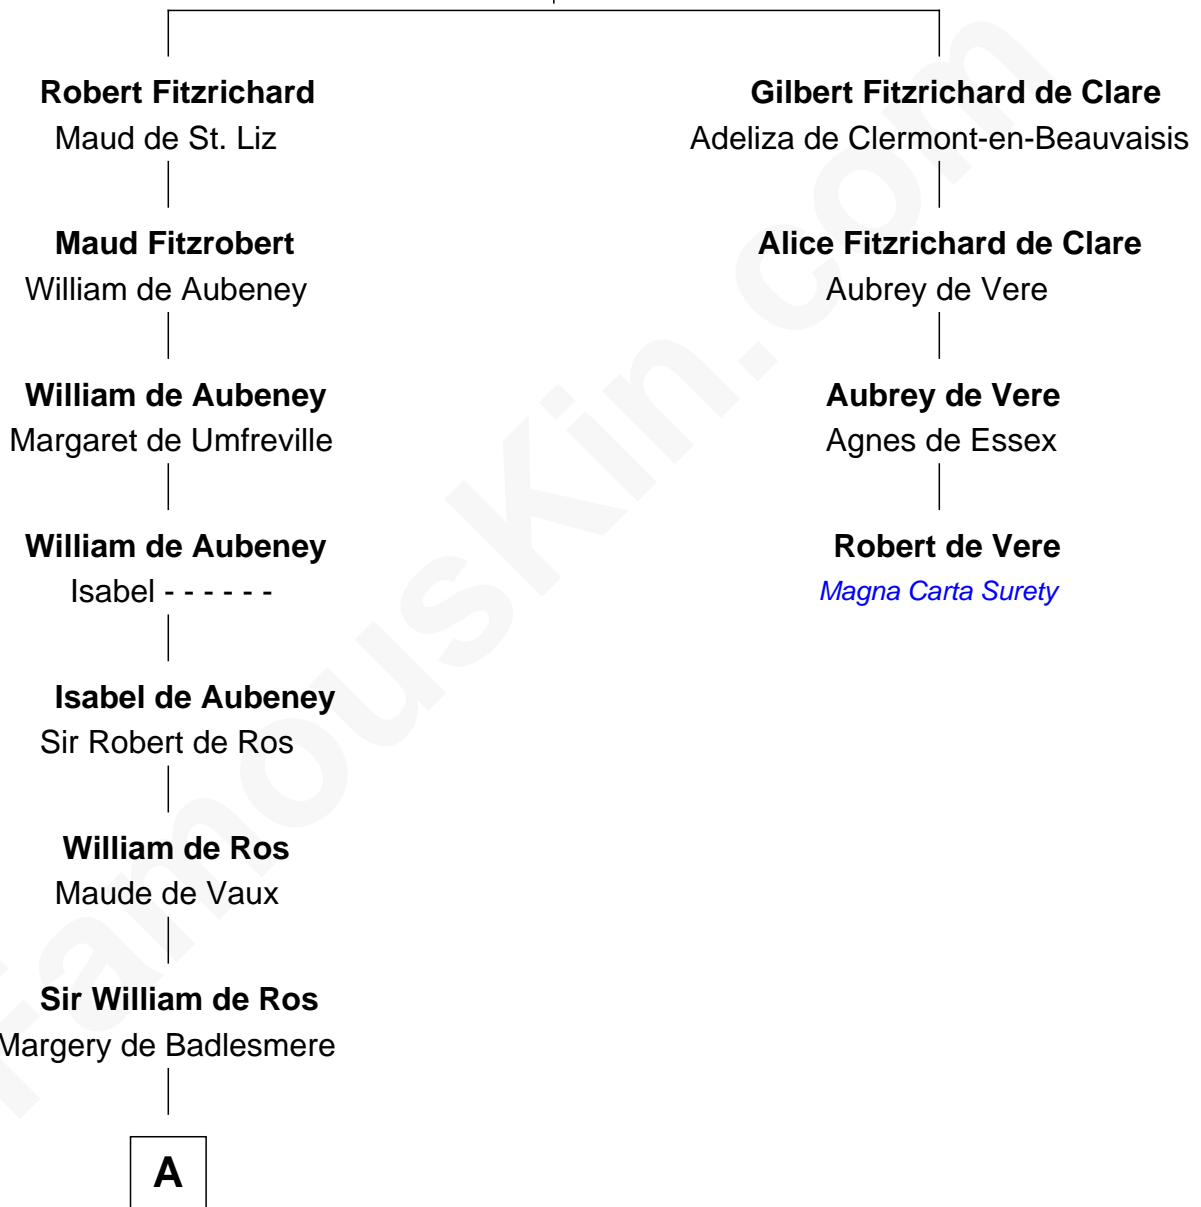 Robert Fitzrichard
Maud de St. Liz
Maud Fitzrobert
William de Aubeney
William de Aubeney
Margaret de Umfreville
William de Aubeney
Isabel - - - - - -
Isabel de Aubeney
Sir Robert de Ros
William de Ros
Maude de Vaux
Sir William de Ros
Margery de Badlesmere
A
Gilbert Fitzrichard de Clare
Adeliza de Clermont-en-Beauvaisis
Alice Fitzrichard de Clare
Aubrey de Vere
Aubrey de Vere
Agnes de Essex
Robert de Vere
Magna Carta Surety
FamousKin.com